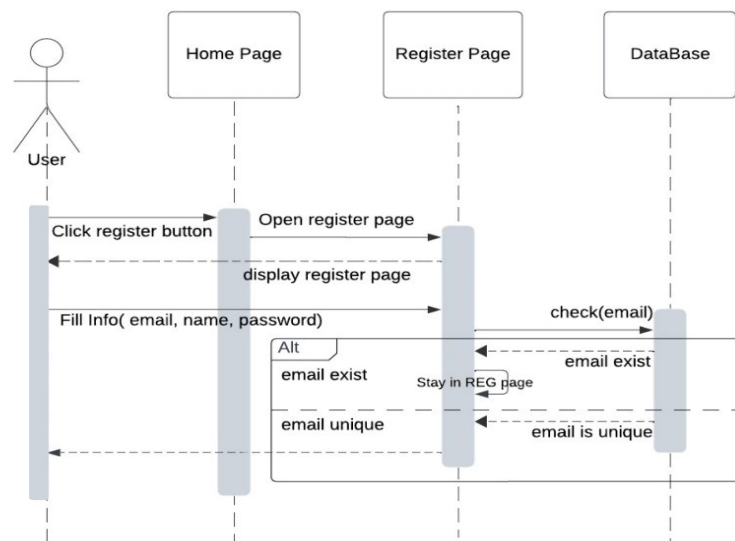 Home Page
Register Page
DataBase
User
Click register button
Open register page
display register page
Fill Info( email, name, password)
check(email)
Alt
email exist
email exist
Stay in REG page
email unique
email is unique